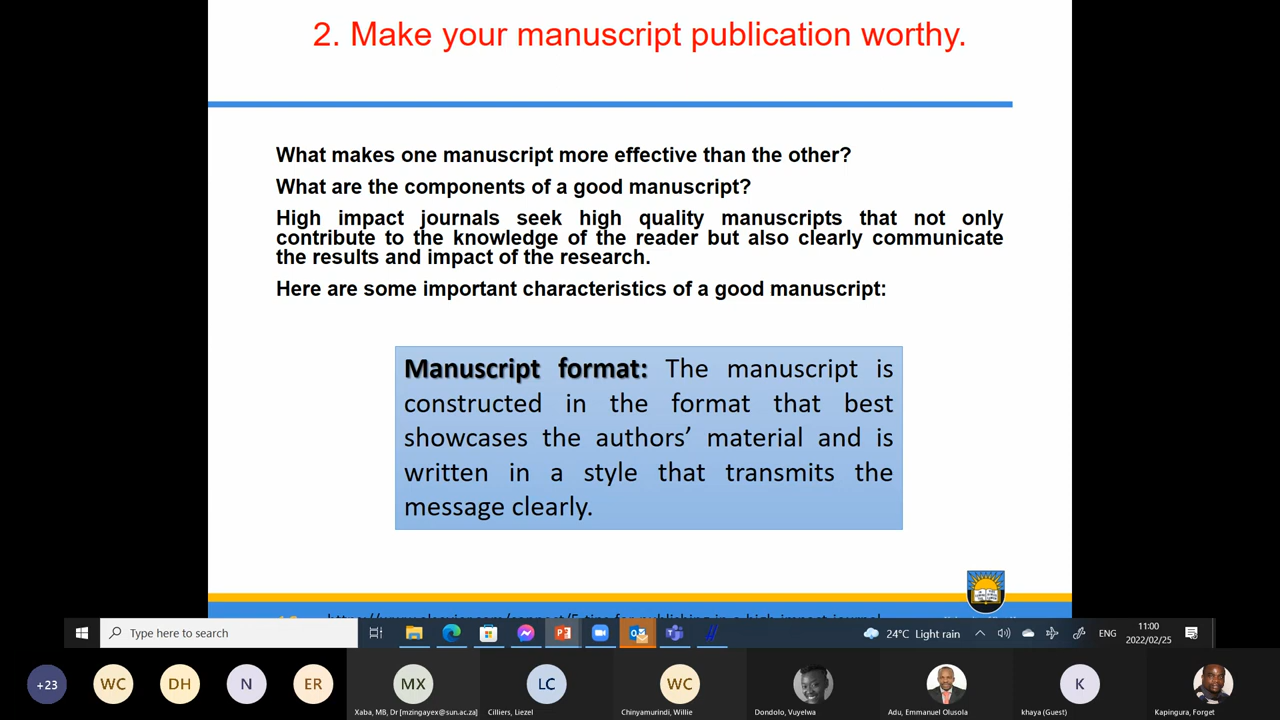 2. Make your manuscript publication worthy.
What makes one manuscript more effective than the other?
What are the components of a good manuscript?
High impact journals seek high quality manuscripts that not only
contribute to the knowledge of the reader but also clearly communicate
the results and impact of the research.
Here are some important characteristics of a good manuscript:
Manuscript format: The manuscript is
constructed in the format that best
showcases the authors’ material and is
written in a style that transmits the
message clearly.
Type here to search
24°C Light rain
ENG
11:00
2022/02/25
+23
WC
DH
N
ER
MX
LC
WC
K
Xaba, MB, Dr [mzingayex@sun.ac.za]
Cilliers, Liezel
Chinyamurindi, Willie
Dondolo, Vuyelwa
Adu, Emmanuel Olusola
khaya (Guest)
Kapingura, Forget